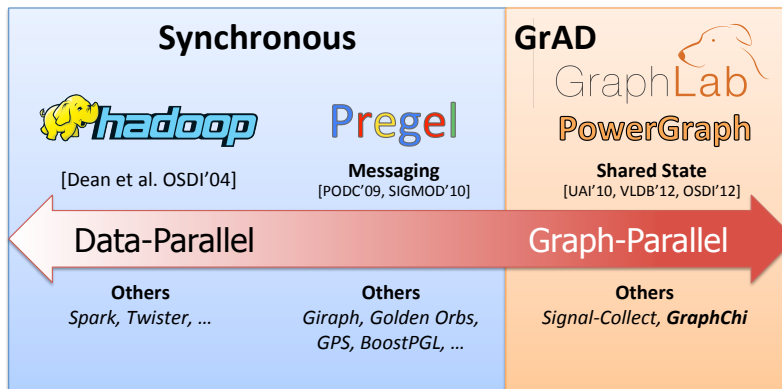 Synchronous
GrAD
hadoop
Pregel
GraphLab
PowerGraph
[Dean et al. OSDI’04]
Messaging
[PODC’09, SIGMOD’10]
Shared State
[UAI’10, VLDB’12, OSDI’12]
Data-Parallel
Graph-Parallel
Others
Spark, Twister, …
Others
Giraph, Golden Orbs,
GPS, BoostPGL, …
Others
Signal-Collect, GraphChi